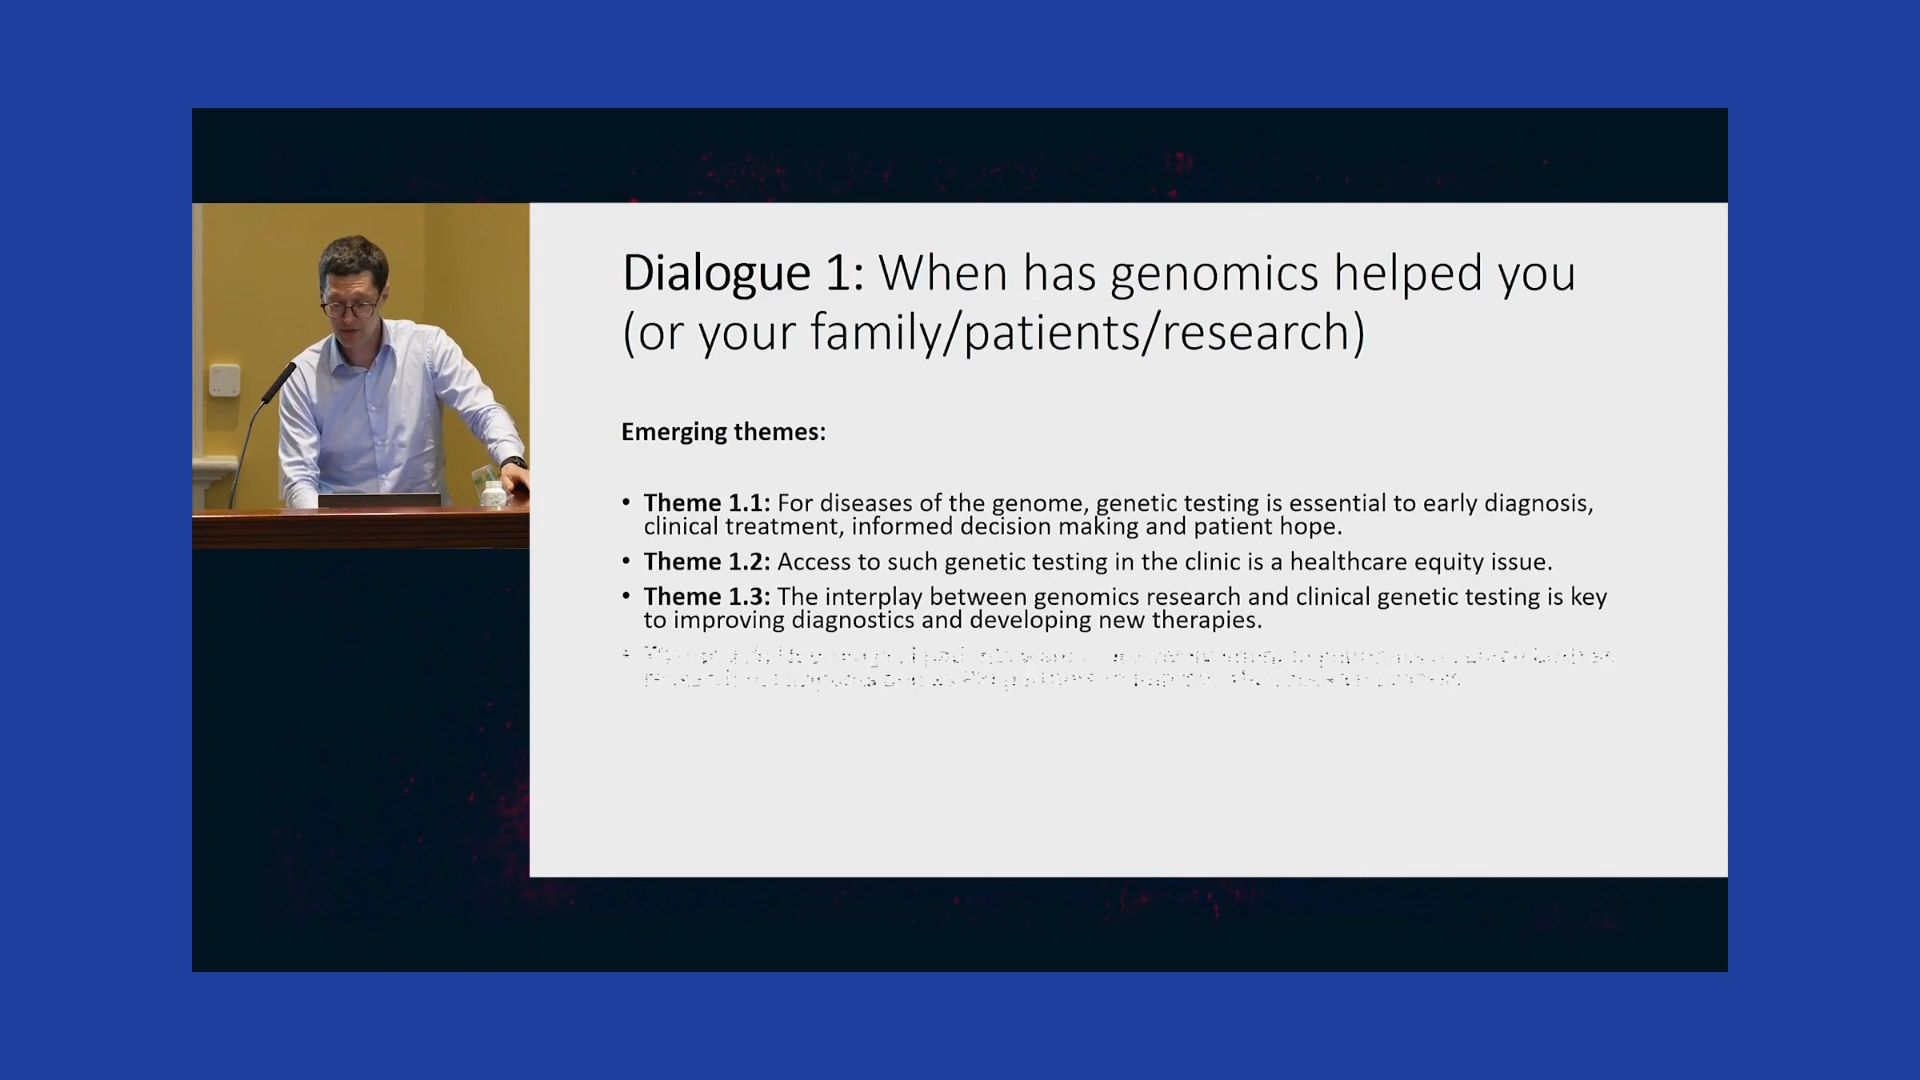 Dialogue 1: When has genomics helped you
(or your family/patients/research)
Emerging themes:
• Theme 1.1: For diseases of the genome, genetic testing is essential to early diagnosis,
clinical treatment, informed decision making and patient hope.
• Theme 1.2: Access to such genetic testing in the clinic is a healthcare equity issue.
• Theme 1.3: The interplay between genomics research and clinical genetic testing is key
to improving diagnostics and developing new therapies.